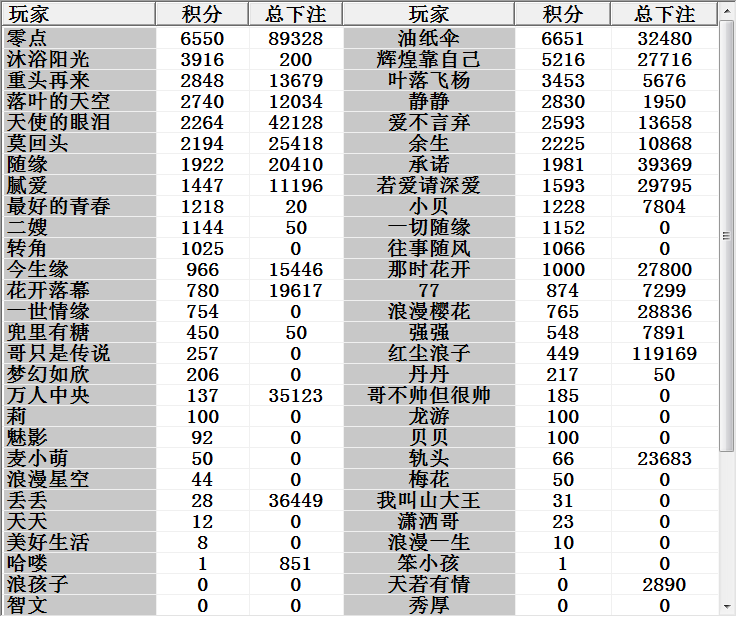 玩家 积分 总下注 玩家 积分 总下注
零点 6550 89328 油纸伞 6651 32480
沐浴阳光 3916 200 辉煌靠自己 5216 27716
重头再来 2848 13679 叶落飞杨 3453 5676
落叶的天空 2740 12034 静静 2830 1950
天使的眼泪 2264 42128 爱不言弃 2593 13658
莫回头 2194 25418 余生 2225 10868
随缘 1922 20410 承诺 1981 39369
腻爱 1447 11196 若爱请深爱 1593 29795
最好的青春 1218 20 小贝 1228 7804
二嫂 1144 50 一切随缘 1152 0
转角 1025 0 往事随风 1066 0
今生缘 966 15446 那时花开 1000 27800
花开落幕 780 19617 77 874 7299
一世情缘 754 0 浪漫樱花 765 28836
兜里有糖 450 50 强强 548 7891
哥只是传说 257 0 红尘浪子 449 119169
梦幻如欣 206 0 丹丹 217 50
万人中央 137 35123 哥不帅但很帅 185 0
莉 100 0 龙游 100 0
魅影 92 0 贝贝 100 0
麦小萌 50 0 轨头 66 23683
浪漫星空 44 0 梅花 50 0
丢丢 28 36449 我叫山大王 31 0
天天 12 0 潇洒哥 23 0
美好生活 8 0 浪漫一生 10 0
哈喽 1 851 笨小孩 1 0
浪孩子 0 0 天若有情 0 2890
智文 0 0 秀厚 0 0